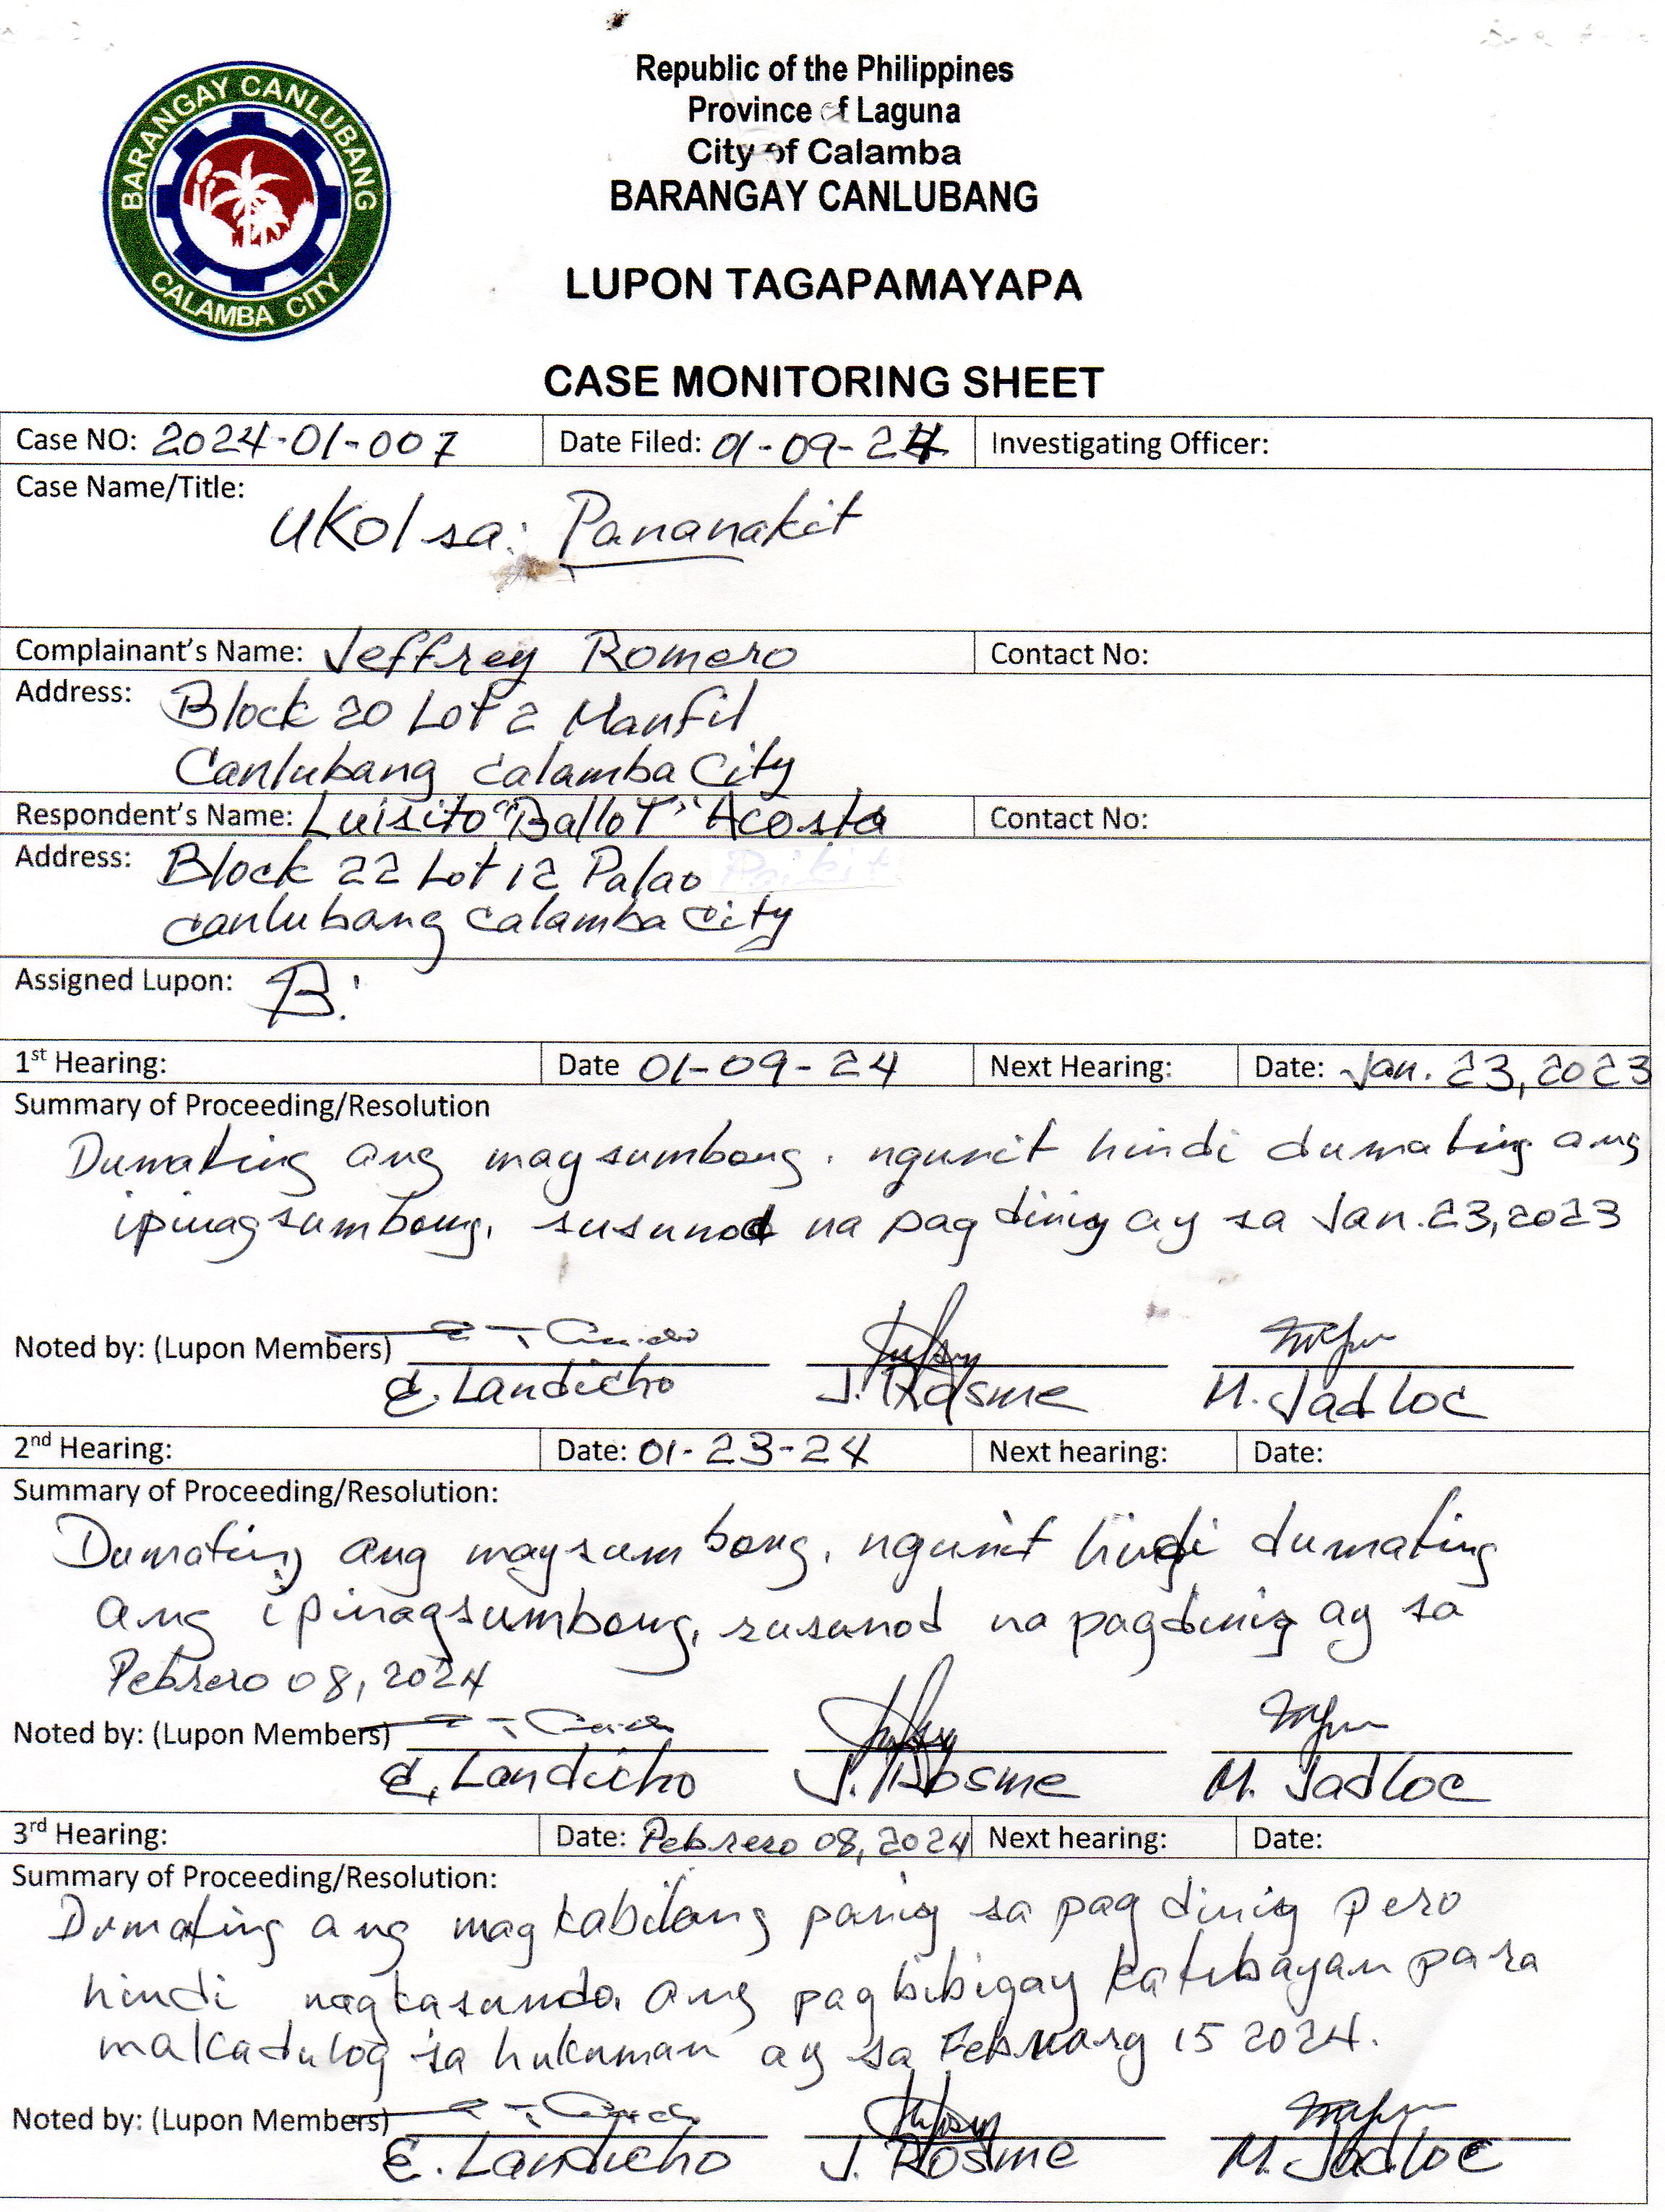 BARANGAY CANLUBANG
CALAMBA CITY
Republic of the Philippines
Province of Laguna
City of Calamba
BARANGAY CANLUBANG
LUPON TAGAPAMAYAPA
CASE MONITORING SHEET
Case NO: 2024-01-007 Date Filed: 01-09-24 Investigating Officer:
Case Name/Title:
UKol sa: Pananakit
Complainant's Name: Jeffrey Romero Contact No:
Address: Block 20 Lot 2 Manfil
Canlubang Calamba City
Respondent's Name: Luisito "Ballot" Acosta Contact No:
Address: Block 22 Lot 12 Palao
Canlubang Calamba City
Assigned Lupon: B.
1st Hearing: Date 01-09-24 Next Hearing: Date: Jan. 23, 2023
Summary of Proceeding/Resolution
Dumating ang maysumbong. ngunit hindi dumating ang
ipinagsumbong, susunod na pagdinig ay sa Jan. 23, 2023
Noted by: (Lupon Members)
E. Landicho J. Rosme M. Jadloc
2nd Hearing: Date: 01-23-24 Next hearing: Date:
Summary of Proceeding/Resolution:
Dumating ang maysumbong, ngunit hindi dumating
ang ipinagsumbong, susunod na pagdinig ay sa
Pebrero 08, 2024
Noted by: (Lupon Members)
E. Landicho J. Rosme M. Jadloc
3rd Hearing: Date: Pebrero 08, 2024 Next hearing: Date:
Summary of Proceeding/Resolution:
Dumating ang magkabilang panig sa pagdinig pero
hindi nagkasundo. ang pagbibigay katibayan para
makadulog sa hukuman ay sa February 15 2024.
Noted by: (Lupon Members)
E. Landicho J. Rosme M. Jadloc